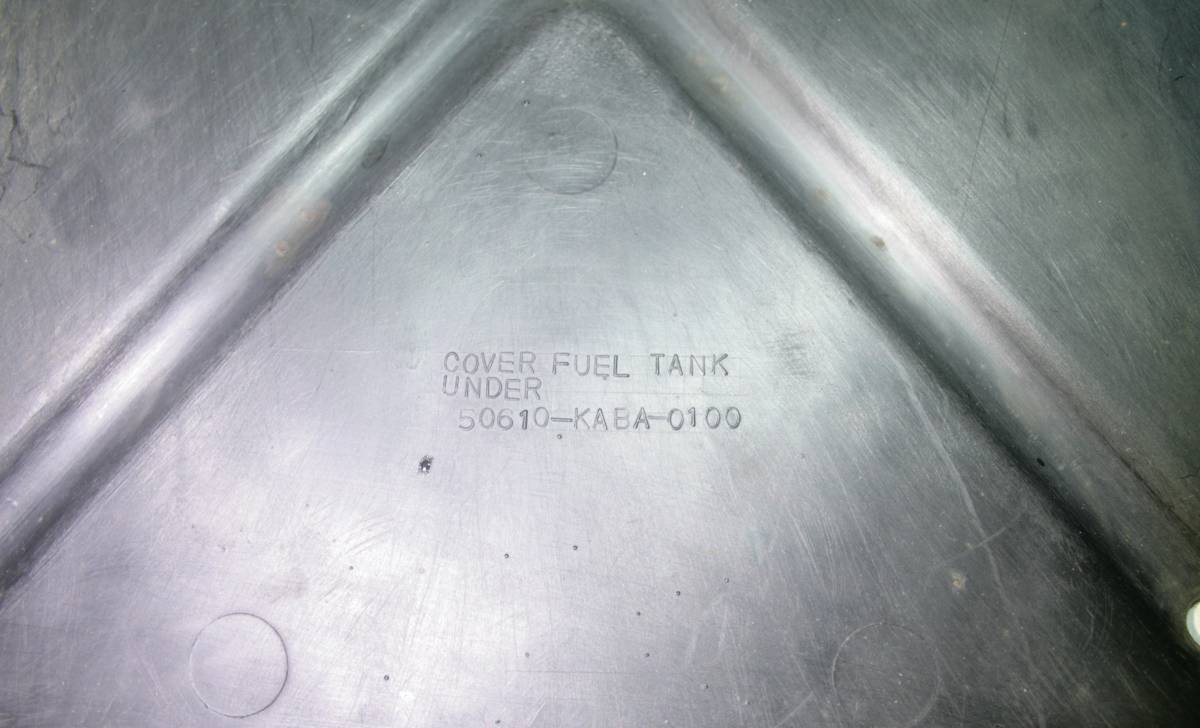 COVER FUEL TANK
UNDER
50610-KABA-0100